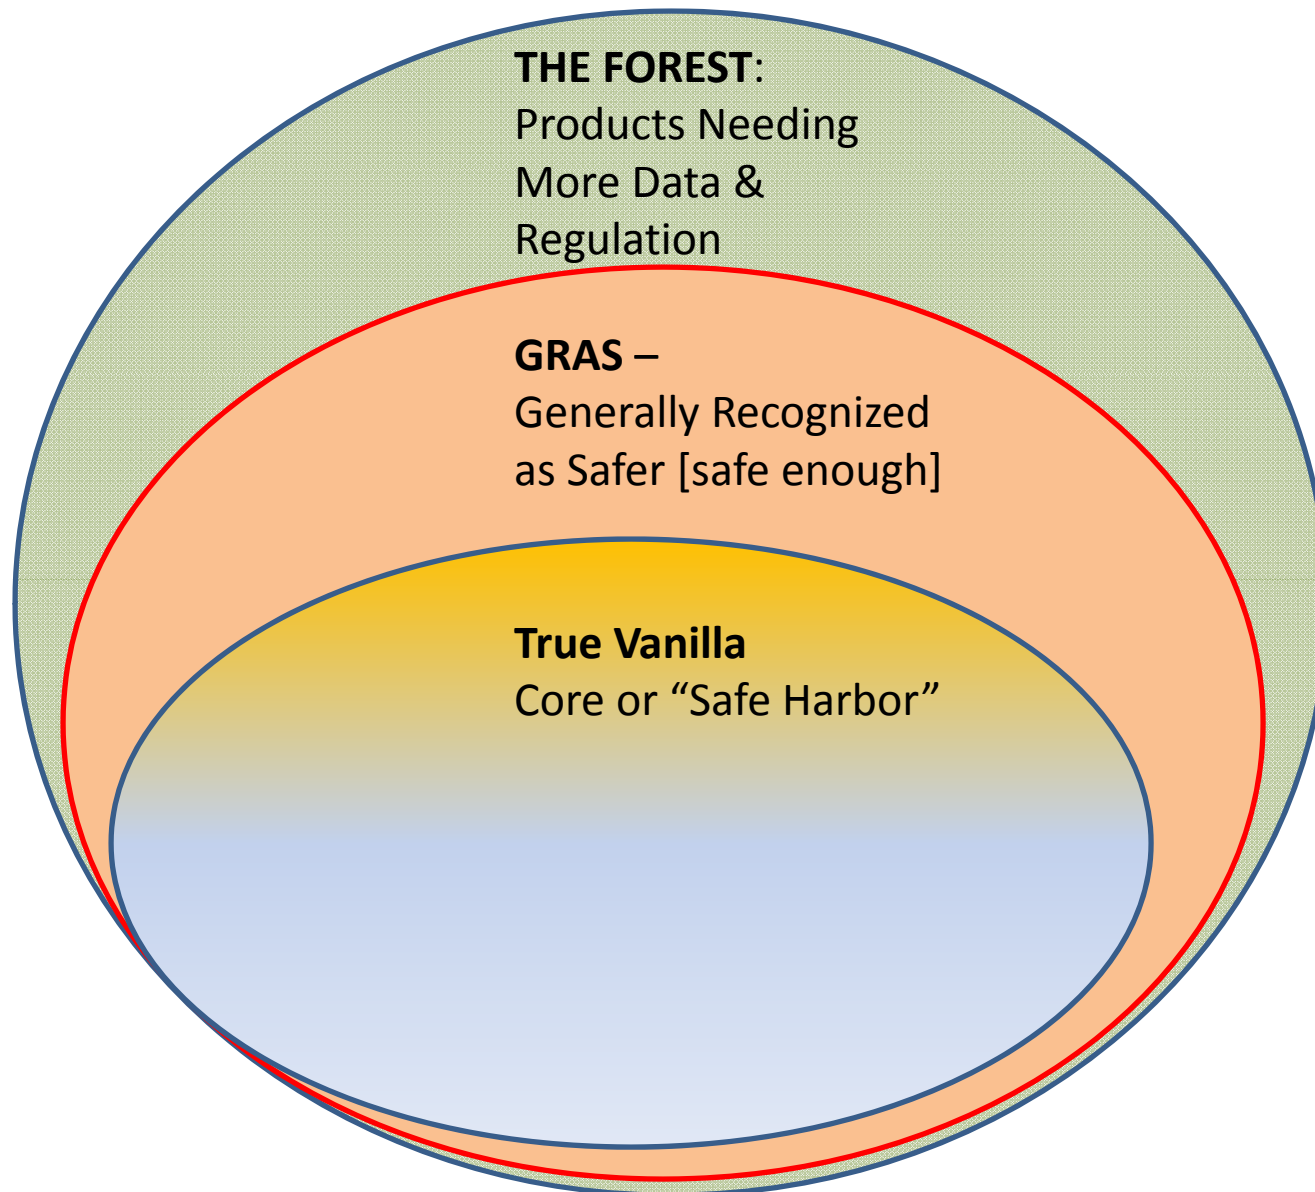 THE FOREST:
Products Needing
More Data &
Regulation
GRAS –
Generally Recognized
as Safer [safe enough]
True Vanilla
Core or “Safe Harbor”